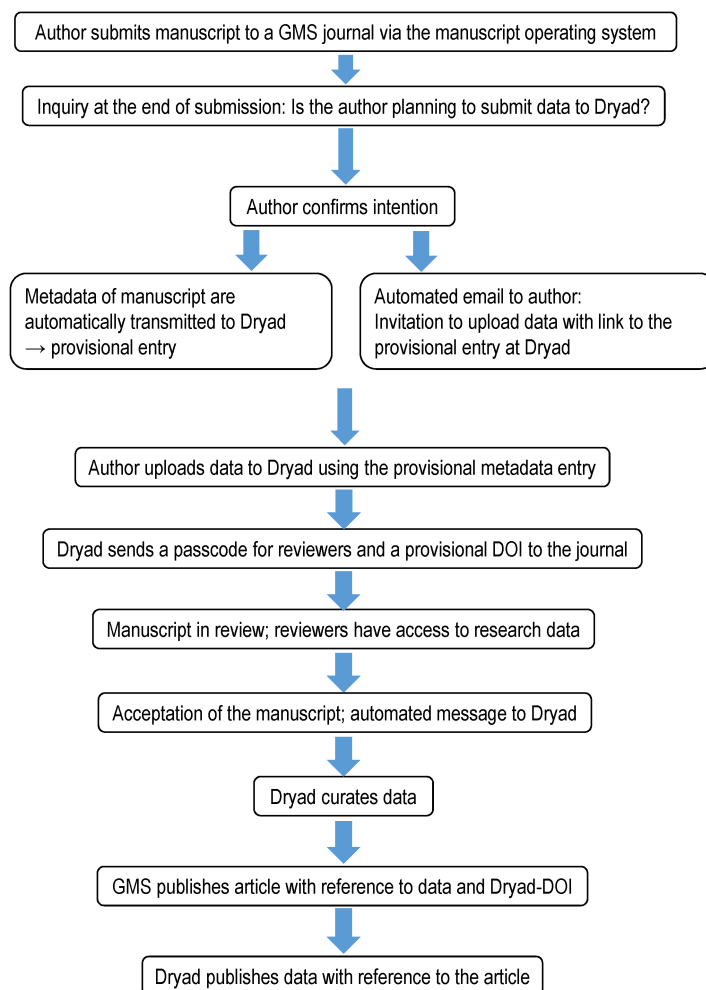 Author submits manuscript to a GMS journal via the manuscript operating system
Inquiry at the end of submission: Is the author planning to submit data to Dryad?
Author confirms intention
Metadata of manuscript are
automatically transmitted to Dryad
→ provisional entry
Automated email to author:
Invitation to upload data with link to the
provisional entry at Dryad
Author uploads data to Dryad using the provisional metadata entry
Dryad sends a passcode for reviewers and a provisional DOI to the journal
Manuscript in review; reviewers have access to research data
Acceptation of the manuscript; automated message to Dryad
Dryad curates data
GMS publishes article with reference to data and Dryad-DOI
Dryad publishes data with reference to the article